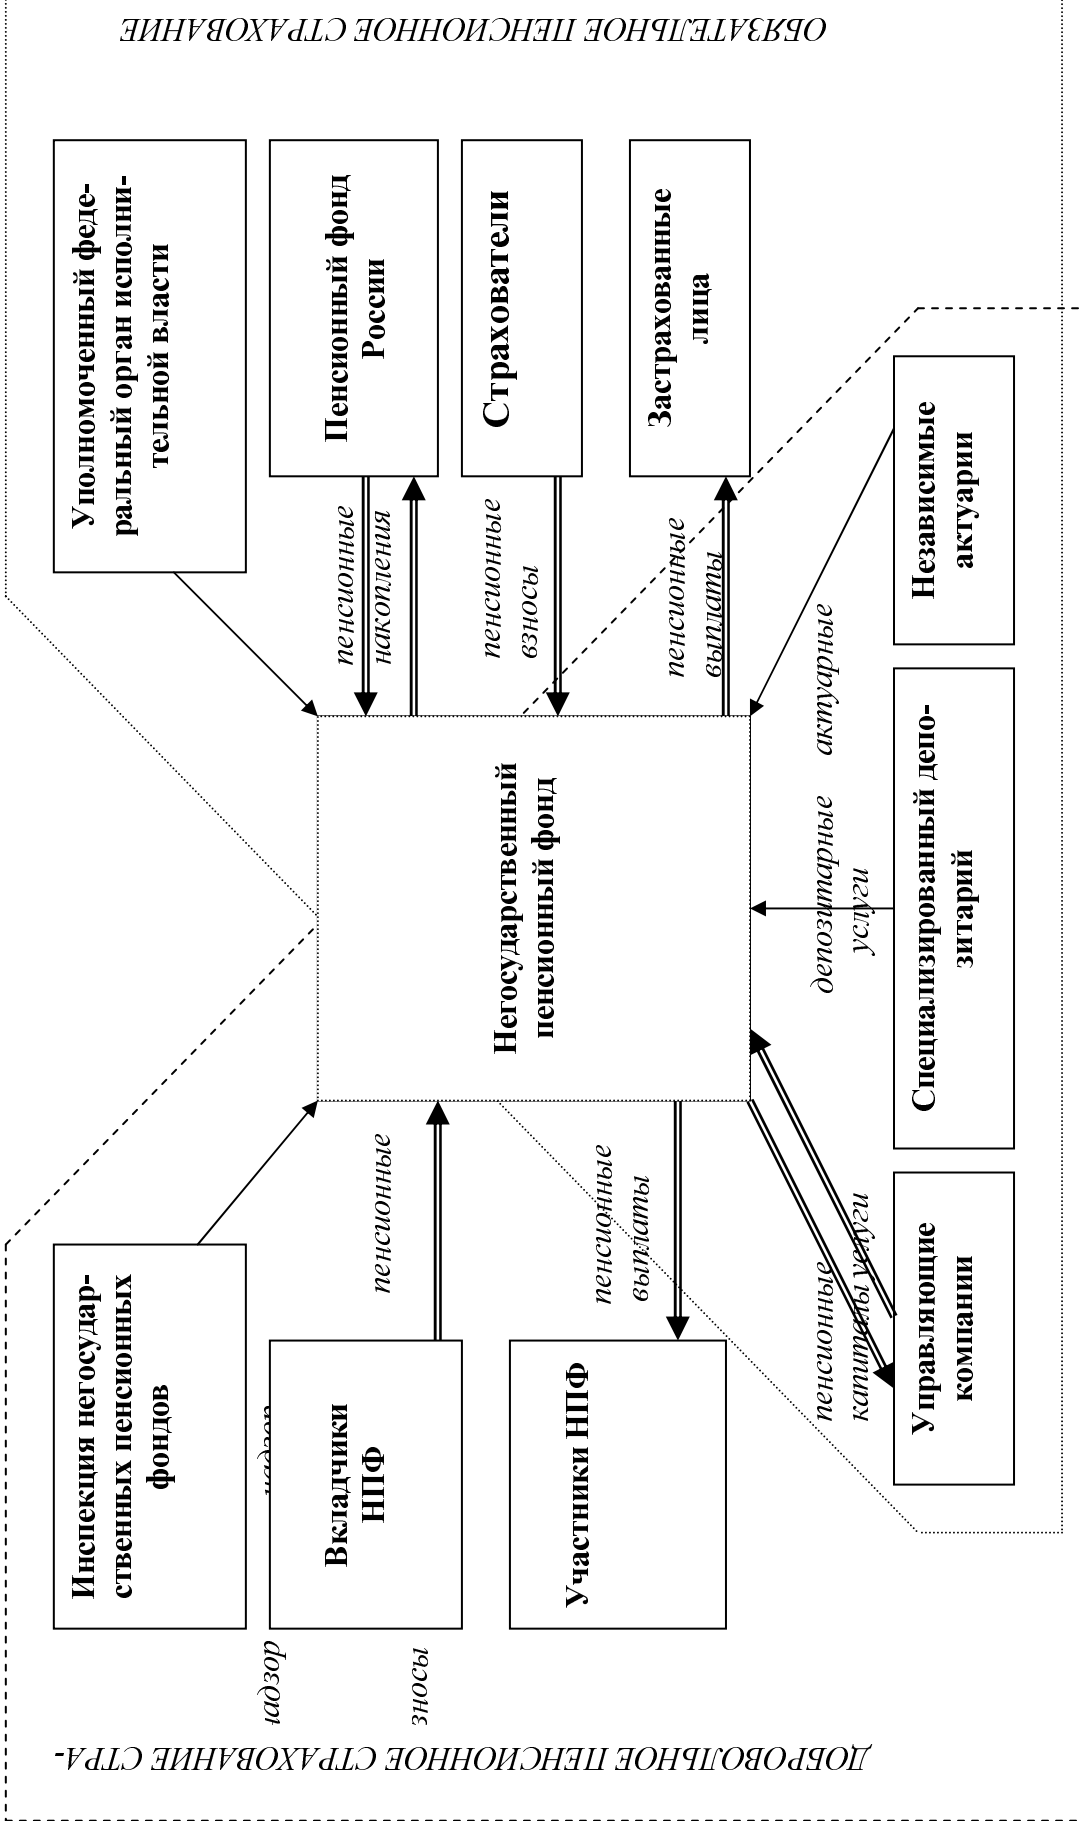 ДОБРОВОЛЬНОЕ ПЕНСИОННОЕ СТРАХОВАНИЕ СТРА-
ОБЯЗАТЕЛЬНОЕ ПЕНСИОННОЕ СТРАХОВАНИЕ
Инспекция негосудар-
ственных пенсионных
фондов
Уполномоченный феде-
ральный орган исполни-
тельной власти
надзор
Вкладчики
НПФ
пенсионные
зносы
Пенсионный фонд
России
пенсионные
накопления
Негосударственный
пенсионный фонд
Страхователи
пенсионные
взносы
Участники НПФ
пенсионные
выплаты
Застрахованные
лица
пенсионные
выплаты
пенсионные
капиталы
услуги
депозитарные
услуги
актуарные
Управляющие
компании
Специализированный депо-
зитарий
Независимые
актуарии